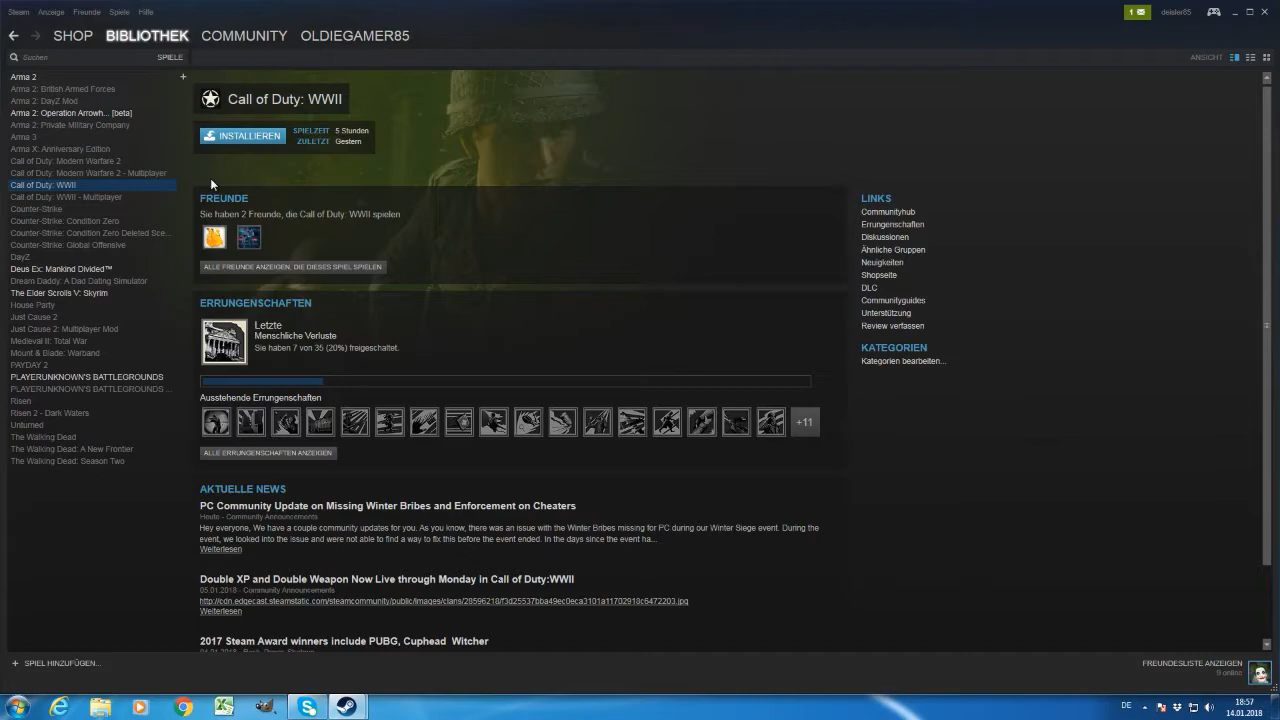 Steam Anzeige Freunde Spiele Hilfe
1 deisler85
SHOP BIBLIOTHEK COMMUNITY OLDIEGAMER85
Suchen SPIELE
ANSICHT
Arma 2 +
Arma 2: British Armed Forces
Arma 2: DayZ Mod
Arma 2: Operation Arrowh... [beta]
Arma 2: Private Military Company
Arma 3
Arma X: Anniversary Edition
Call of Duty: Modern Warfare 2
Call of Duty: Modern Warfare 2 - Multiplayer
Call of Duty: WWII
Call of Duty: WWII - Multiplayer
Counter-Strike
Counter-Strike: Condition Zero
Counter-Strike: Condition Zero Deleted Sce...
Counter-Strike: Global Offensive
DayZ
Deus Ex: Mankind Divided™
Dream Daddy: A Dad Dating Simulator
The Elder Scrolls V: Skyrim
House Party
Just Cause 2
Just Cause 2: Multiplayer Mod
Medieval II: Total War
Mount & Blade: Warband
PAYDAY 2
PLAYERUNKNOWN'S BATTLEGROUNDS
PLAYERUNKNOWN'S BATTLEGROUNDS ...
Risen
Risen 2 - Dark Waters
Unturned
The Walking Dead
The Walking Dead: A New Frontier
The Walking Dead: Season Two
Call of Duty: WWII
INSTALLIEREN
SPIELZEIT 5 Stunden
ZULETZT Gestern
FREUNDE
Sie haben 2 Freunde, die Call of Duty: WWII spielen
ALLE FREUNDE ANZEIGEN, DIE DIESES SPIEL SPIELEN
ERRUNGENSCHAFTEN
Letzte
Menschliche Verluste
Sie haben 7 von 35 (20%) freigeschaltet.
Ausstehende Errungenschaften
+11
ALLE ERRUNGENSCHAFTEN ANZEIGEN
AKTUELLE NEWS
PC Community Update on Missing Winter Bribes and Enforcement on Cheaters
Heute - Community Announcements
Hey everyone, We have a couple community updates for you. As you know, there was an issue with the Winter Bribes missing for PC during our Winter Siege event. During the
event, we looked into the issue and were not able to find a way to fix this before the event ended. In the days since the event ha...
Weiterlesen
Double XP and Double Weapon Now Live through Monday in Call of Duty:WWII
05.01.2018 - Community Announcements
http://cdn.edgecast.steamstatic.com/steamcommunity/public/images/clans/28596218/f3d25537bba49ec0eca3101a11702918c6472203.jpg
Weiterlesen
2017 Steam Award winners include PUBG, Cuphead Witcher
LINKS
Communityhub
Errungenschaften
Diskussionen
Ähnliche Gruppen
Neuigkeiten
Shopseite
DLC
Communityguides
Unterstützung
Review verfassen
KATEGORIEN
Kategorien bearbeiten...
+ SPIEL HINZUFÜGEN...
FREUNDESLISTE ANZEIGEN
9 online
DE
18:57
14.01.2018